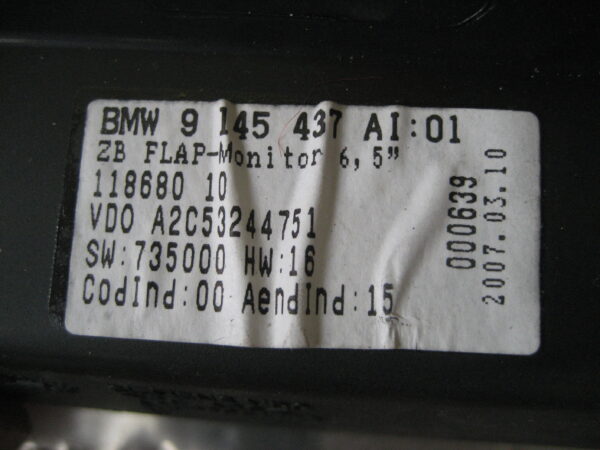 BMW 9 145 437 AI:01
ZB FLAP-Monitor 6,5"
118680 10
VDO A2C53244751
SW:735000 HW:16
CodInd:00 AendInd:15
000639
2007.03.10